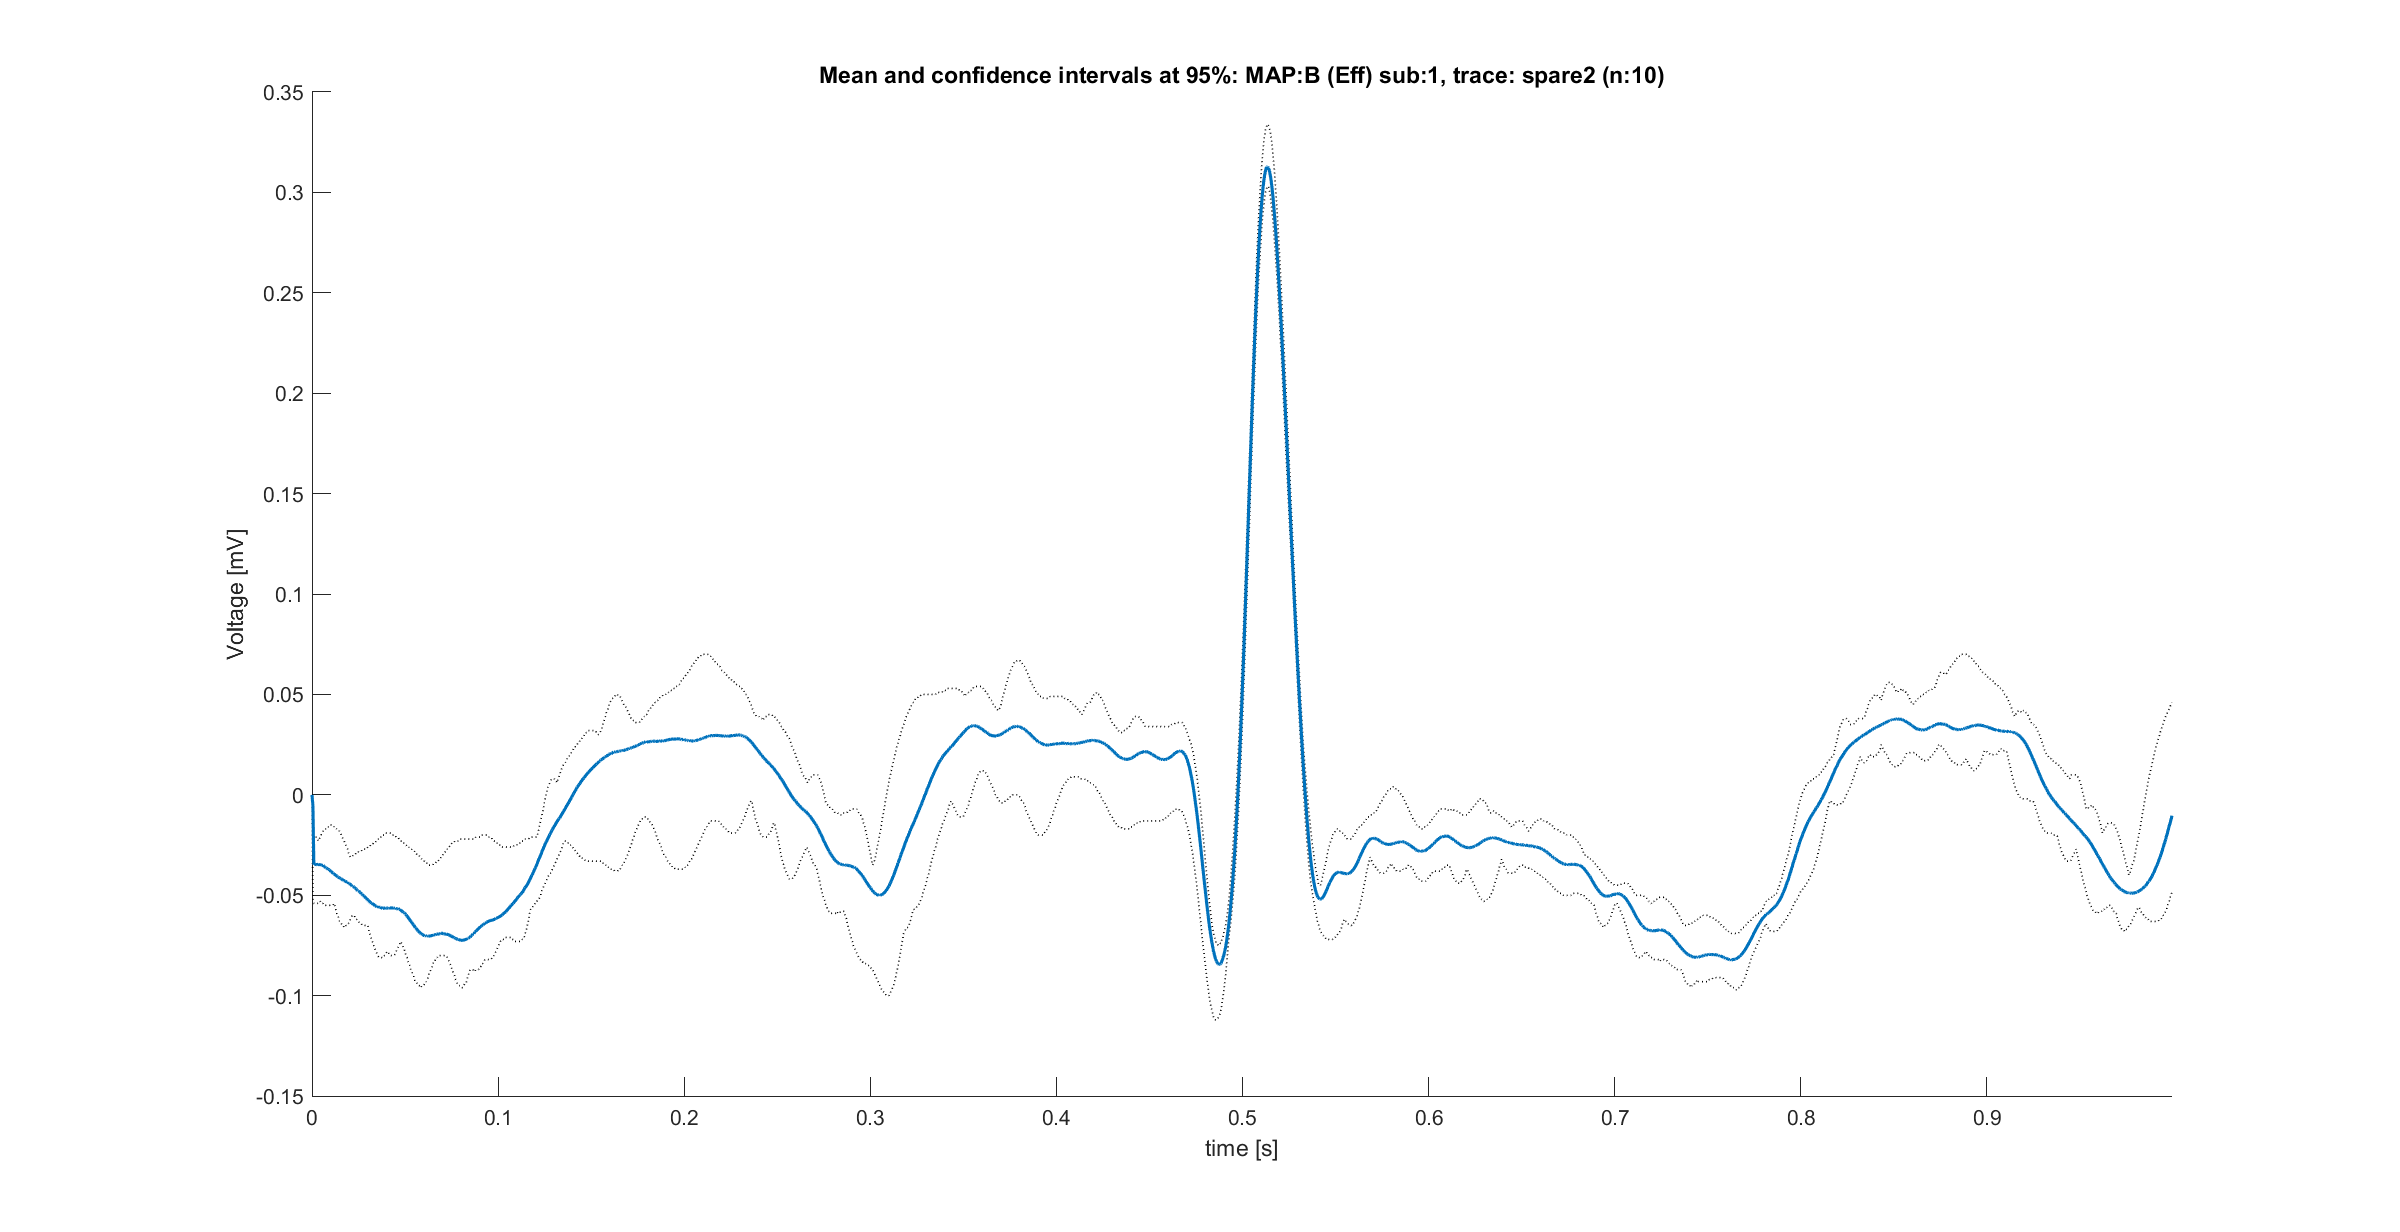 Mean and confidence intervals at 95%: MAP:B (Eff) sub:1, trace: spare2 (n:10)
0.35
0.3
0.25
0.2
0.15
0.1
0.05
0
-0.05
-0.1
-0.15
Voltage [mV]
0 0.1 0.2 0.3 0.4 0.5 0.6 0.7 0.8 0.9
time [s]